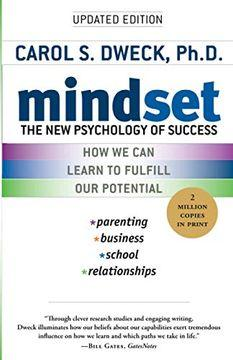 UPDATED EDITION
CAROL S. DWECK, Ph.D.
mindset
THE NEW PSYCHOLOGY OF SUCCESS
HOW WE CAN
LEARN TO FULFILL
OUR POTENTIAL
*parenting
*business
*school
*relationships
2
MILLION
COPIES
IN PRINT
“Through clever research studies and engaging writing,
Dweck illuminates how our beliefs about our capabilities exert tremendous
influence on how we learn and which paths we take in life.”
—BILL GATES, GatesNotes